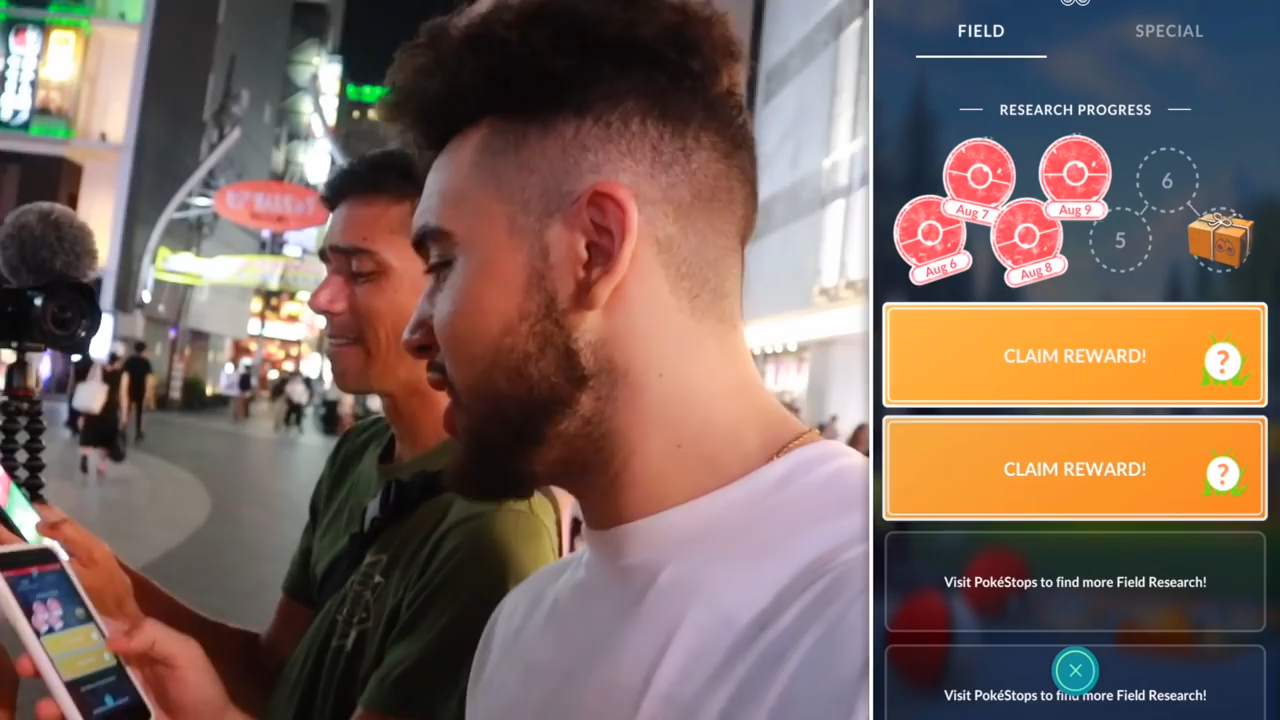 FIELD
SPECIAL
RESEARCH PROGRESS
Aug 7
Aug 9
6
Aug 6
Aug 8
5
CLAIM REWARD!
?
CLAIM REWARD!
?
Visit PokéStops to find more Field Research!
Visit PokéStops to find more Field Research!